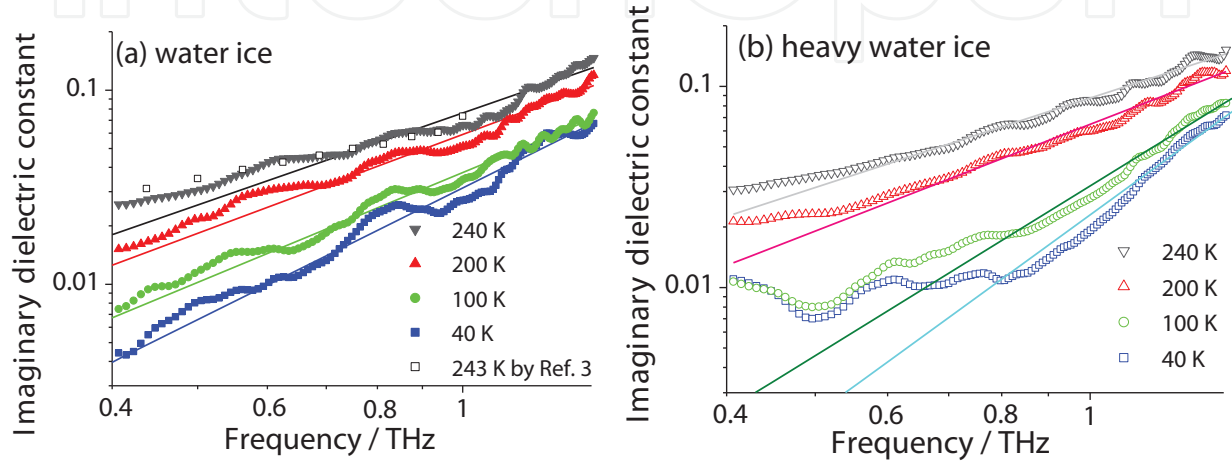 (a) water ice
Imaginary dielectric constant
0.1
0.01
240 K
200 K
100 K
40 K
243 K by Ref. 3
0.4
0.6
0.8
1
Frequency / THz
(b) heavy water ice
Imaginary dielectric constant
0.1
0.01
240 K
200 K
100 K
40 K
0.4
0.6
0.8
1
Frequency / THz